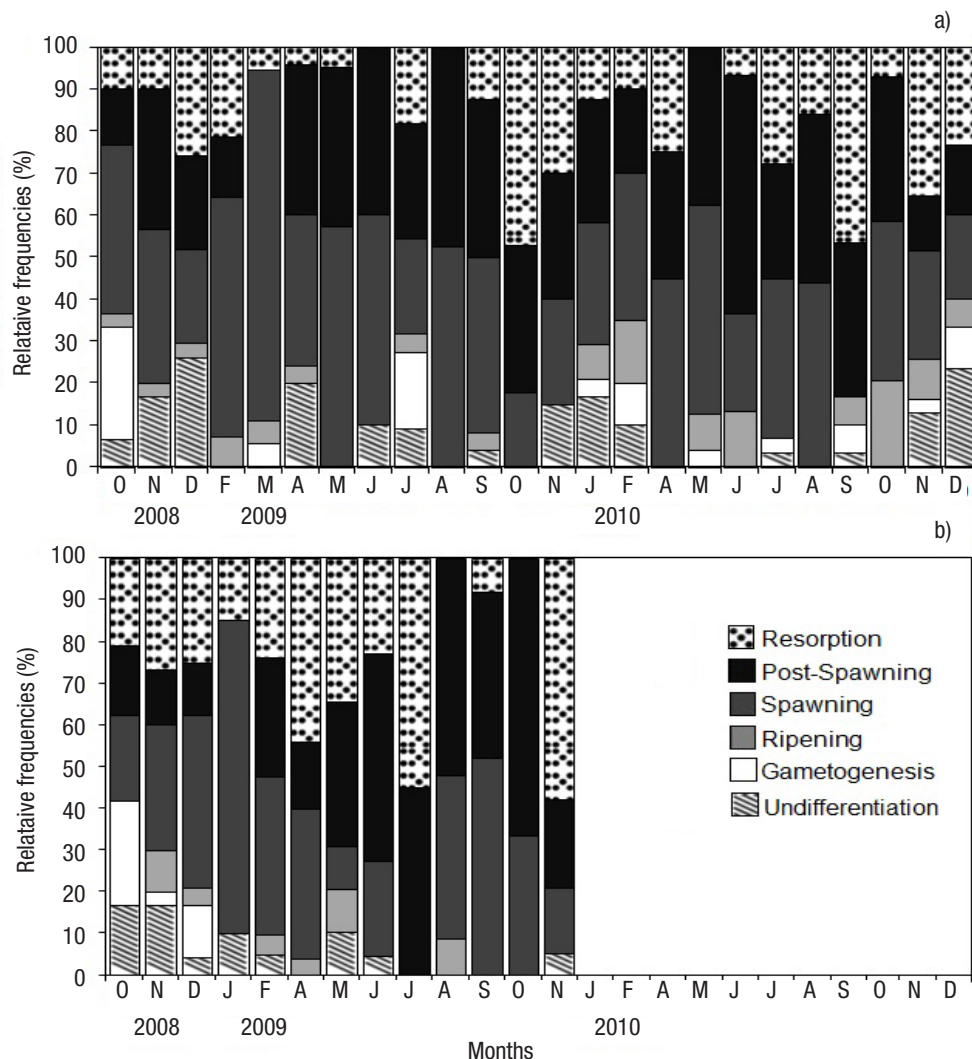 a)
100
90
80
70
60
50
40
30
20
10
0
Relataive frequencies (%)
O N D F M A M J J A S O N J F A M J J A S O N D
2008 2009 2010
b)
100
90
80
70
60
50
40
30
20
10
0
Relataive frequencies (%)
Resorption
Post-Spawning
Spawning
Ripening
Gametogenesis
Undifferentiation
O N D J F A M J J A S O N J F A M J J A S O N D
2008 2009 2010
Months